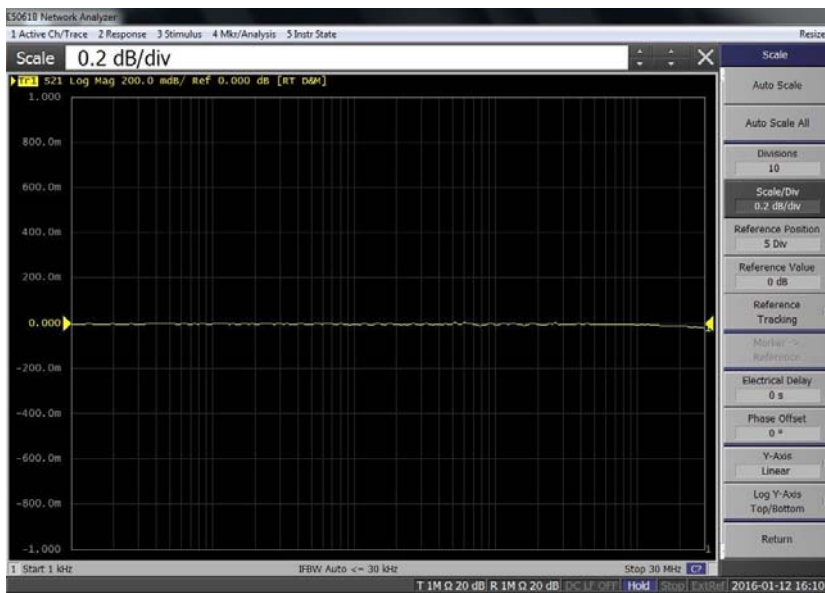 E5061B Network Analyzer
1 Active Ch/Trace 2 Response 3 Stimulus 4 Mkr/Analysis 5 Instr State
Resize
Scale 0.2 dB/div
Tr1 S21 Log Mag 200.0 mdB/ Ref 0.000 dB [RT D&M]
1.000
800.0m
600.0m
400.0m
200.0m
0.000
-200.0m
-400.0m
-600.0m
-800.0m
-1.000
1
1 Start 1 kHz
IFBW Auto <= 30 kHz
Stop 30 MHz C?
T 1M Ω 20 dB R 1M Ω 20 dB DC LF OFF Hold Stop ExtRef 2016-01-12 16:10
Scale
Auto Scale
Auto Scale All
Divisions
10
Scale/Div
0.2 dB/div
Reference Position
5 Div
Reference Value
0 dB
Reference
Tracking
Marker ->
Reference
Electrical Delay
0 s
Phase Offset
0 °
Y-Axis
Linear
Log Y-Axis
Top/Bottom
Return